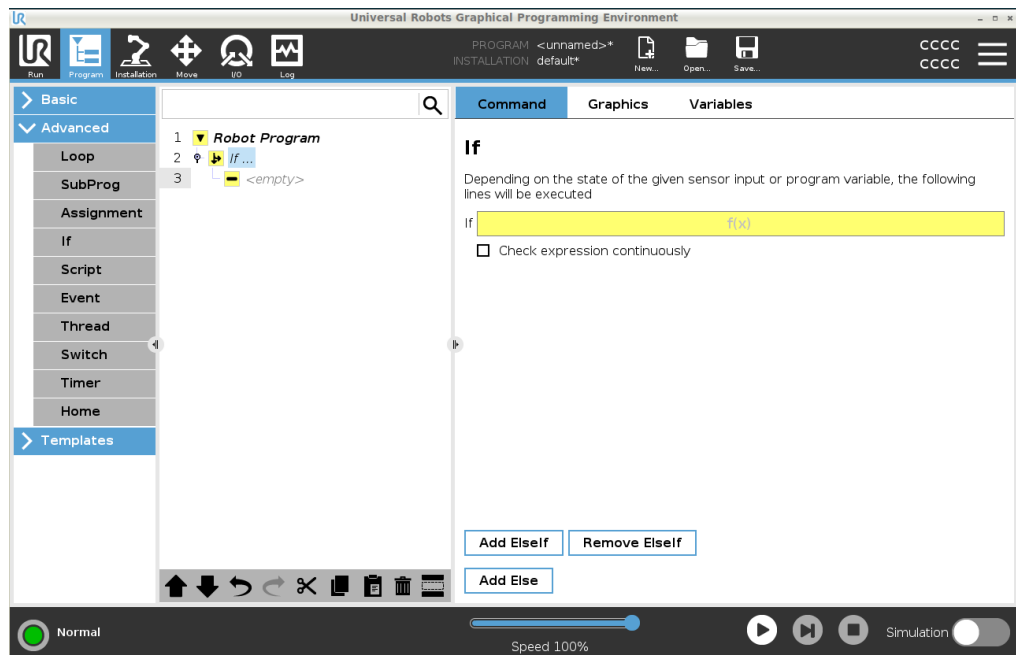 Universal Robots Graphical Programming Environment
PROGRAM <unnamed>*
INSTALLATION default*
Run
Program
Installation
Move
I/O
Log
New...
Open...
Save...
CCCC
CCCC
Basic
Advanced
Loop
SubProg
Assignment
If
Script
Event
Thread
Switch
Timer
Home
Templates
1 Robot Program
2 If ...
3 <empty>
Command Graphics Variables
If
Depending on the state of the given sensor input or program variable, the following
lines will be executed
If f(x)
Check expression continuously
Add ElseIf Remove ElseIf
Add Else
Normal
Speed 100%
Simulation